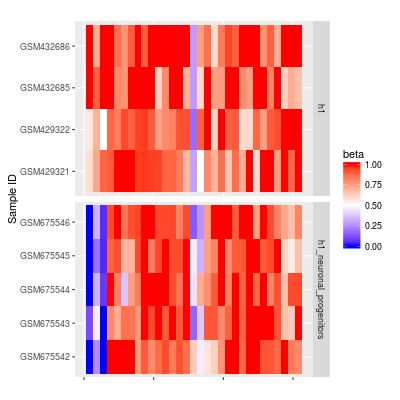 GSM432686
GSM432685
GSM429322
GSM429321
h1
GSM675546
GSM675545
GSM675544
GSM675543
GSM675542
h1_neuronal_progenitors
Sample ID
beta
1.00
0.75
0.50
0.25
0.00